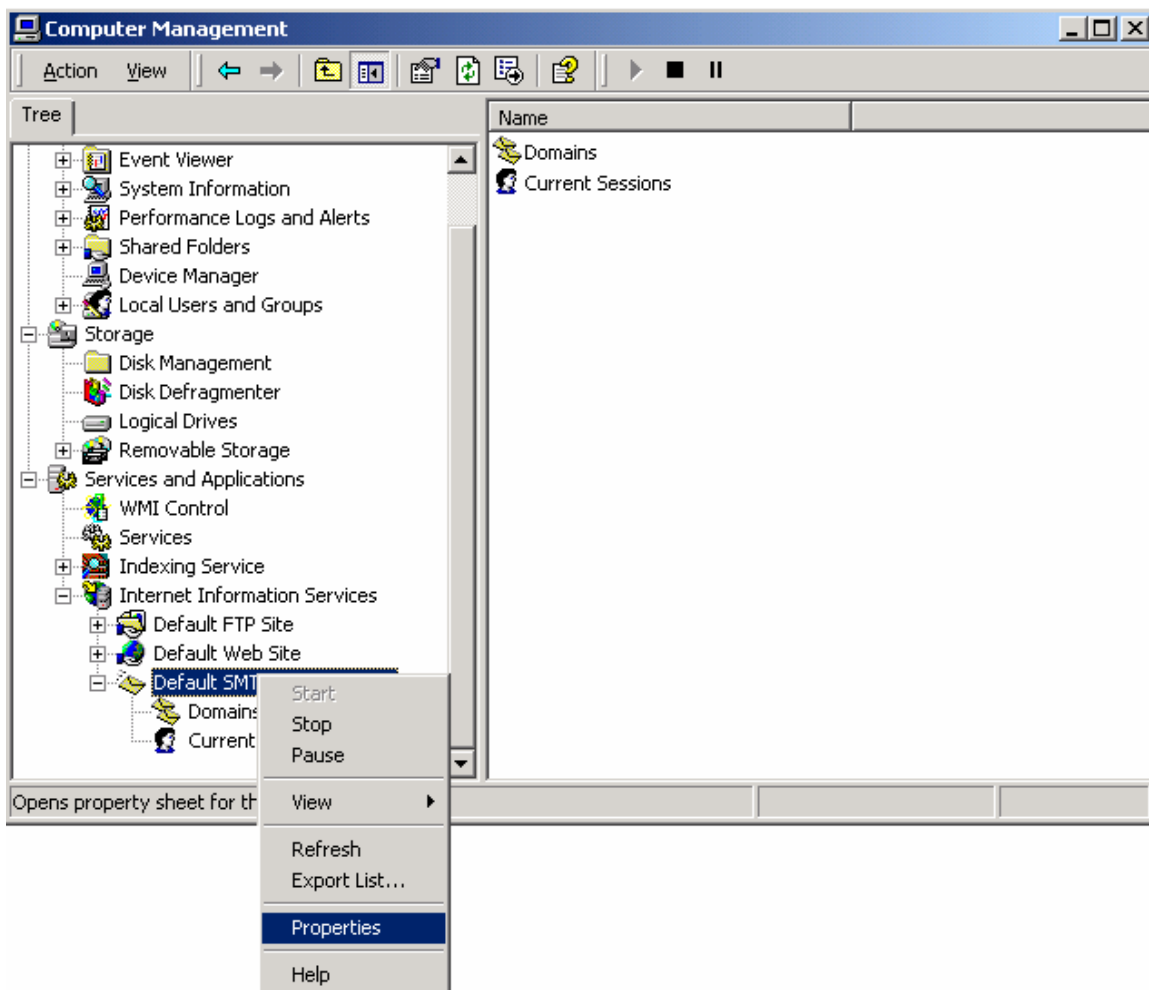 Computer Management
Action View
Tree
Name
Event Viewer
System Information
Performance Logs and Alerts
Shared Folders
Device Manager
Local Users and Groups
Storage
Disk Management
Disk Defragmenter
Logical Drives
Removable Storage
Services and Applications
WMI Control
Services
Indexing Service
Internet Information Services
Default FTP Site
Default Web Site
Default SMT
Domains
Current
Domains
Current Sessions
Start
Stop
Pause
View
Refresh
Export List...
Properties
Help
Opens property sheet for th